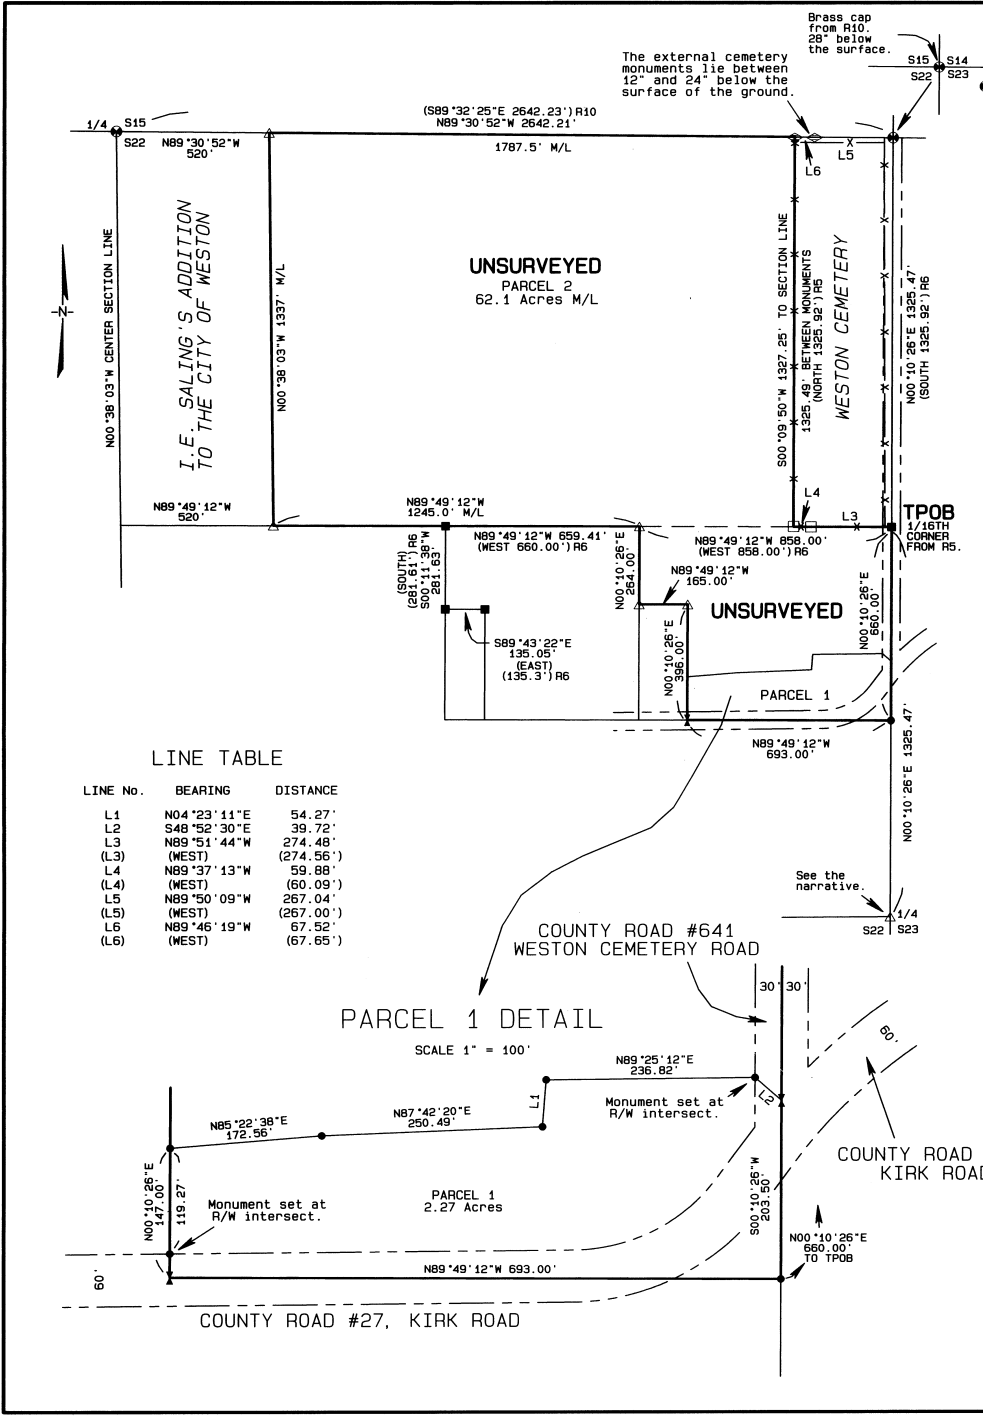 Brass cap
from R10.
28" below
the surface.
S15 S14
S22 S23
The external cemetery
monuments lie between
12" and 24" below the
surface of the ground.
(S89°32'25"E 2642.23')R10
N89°30'52"W 2642.21'
1787.5' M/L
1/4 S15
S22
N89°30'52"W
520'
L5
L6
N00°38'03"W CENTER SECTION LINE
I.E. SALING'S ADDITION
TO THE CITY OF WESTON
N00°38'03"W 1337' M/L
UNSURVEYED
PARCEL 2
62.1 Acres M/L
S00°09'50"W 1327.25' TO SECTION LINE
1325.49' BETWEEN MONUMENTS
(NORTH 1325.92')R5
WESTON CEMETERY
N00°10'26"E 1325.47'
(SOUTH 1325.92')R6
-N-
N89°49'12"W
520'
N89°49'12"W
1245.0' M/L
N89°49'12"W 659.41'
(WEST 660.00')R6
L4
L3
N89°49'12"W 858.00'
(WEST 858.00')R6
TPOB
1/16TH
CORNER
FROM R5.
(SOUTH)
(281.61')R6
S00°11'38"W
281.63'
N00°10'26"E
264.00'
N89°49'12"W
165.00'
UNSURVEYED
N00°10'26"E
660.00'
S89°43'22"E
135.05'
(EAST)
(135.3')R6
N00°10'26"E
396.00'
PARCEL 1
N89°49'12"W
693.00'
N00°10'26"E 1325.47'
LINE TABLE
LINE No. BEARING DISTANCE
L1 N04°23'11"E 54.27'
L2 S48°52'30"E 39.72'
L3 N89°51'44"W 274.48'
(L3) (WEST) (274.56')
L4 N89°37'13"W 59.88'
(L4) (WEST) (60.09')
L5 N89°50'09"W 267.04'
(L5) (WEST) (267.00')
L6 N89°46'19"W 67.52'
(L6) (WEST) (67.65')
See the
narrative.
1/4
S22 S23
COUNTY ROAD #641
WESTON CEMETERY ROAD
30' 30'
PARCEL 1 DETAIL
SCALE 1" = 100'
60'
N89°25'12"E
236.82'
L1
L2
Monument set at
R/W intersect.
N87°42'20"E
250.49'
N85°22'38"E
172.56'
COUNTY ROAD
KIRK ROAD
N00°10'26"E
147.00'
119.27'
Monument set at
R/W intersect.
PARCEL 1
2.27 Acres
S00°10'26"W
203.50'
N00°10'26"E
660.00'
TO TPOB
60'
N89°49'12"W 693.00'
COUNTY ROAD #27, KIRK ROAD